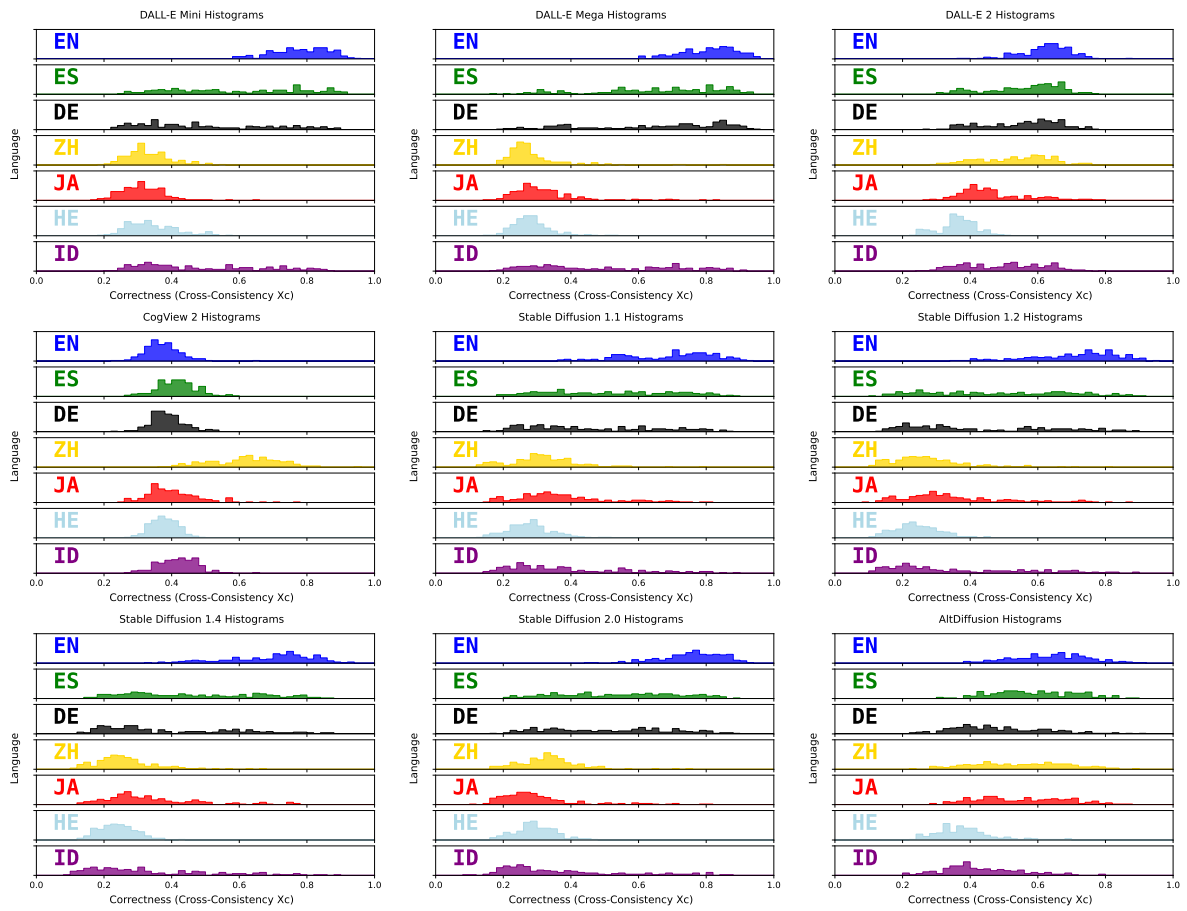 DALL-E Mini Histograms
EN
ES
DE
ZH
JA
HE
ID
Language
0.0 0.2 0.4 0.6 0.8 1.0
Correctness (Cross-Consistency Xc)
DALL-E Mega Histograms
EN
ES
DE
ZH
JA
HE
ID
Language
0.0 0.2 0.4 0.6 0.8 1.0
Correctness (Cross-Consistency Xc)
DALL-E 2 Histograms
EN
ES
DE
ZH
JA
HE
ID
Language
0.0 0.2 0.4 0.6 0.8 1.0
Correctness (Cross-Consistency Xc)
CogView 2 Histograms
EN
ES
DE
ZH
JA
HE
ID
Language
0.0 0.2 0.4 0.6 0.8 1.0
Correctness (Cross-Consistency Xc)
Stable Diffusion 1.1 Histograms
EN
ES
DE
ZH
JA
HE
ID
Language
0.0 0.2 0.4 0.6 0.8 1.0
Correctness (Cross-Consistency Xc)
Stable Diffusion 1.2 Histograms
EN
ES
DE
ZH
JA
HE
ID
Language
0.0 0.2 0.4 0.6 0.8 1.0
Correctness (Cross-Consistency Xc)
Stable Diffusion 1.4 Histograms
EN
ES
DE
ZH
JA
HE
ID
Language
0.0 0.2 0.4 0.6 0.8 1.0
Correctness (Cross-Consistency Xc)
Stable Diffusion 2.0 Histograms
EN
ES
DE
ZH
JA
HE
ID
Language
0.0 0.2 0.4 0.6 0.8 1.0
Correctness (Cross-Consistency Xc)
AltDiffusion Histograms
EN
ES
DE
ZH
JA
HE
ID
Language
0.0 0.2 0.4 0.6 0.8 1.0
Correctness (Cross-Consistency Xc)